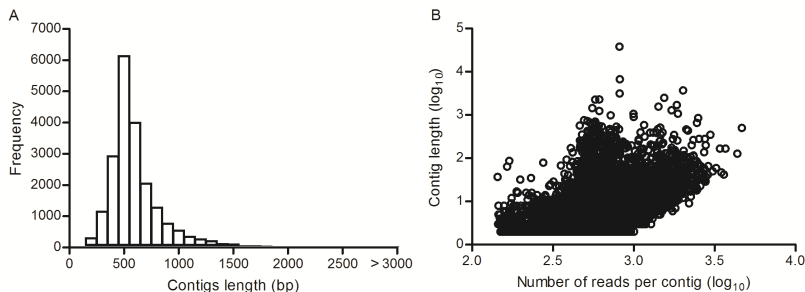 A
7000
6000
5000
4000
3000
2000
1000
0
Frequency
0 500 1000 1500 2000 2500 >3000
Contigs length (bp)
B
5
4
3
2
1
0
Contig length (log10)
2.0 2.5 3.0 3.5 4.0
Number of reads per contig (log10)